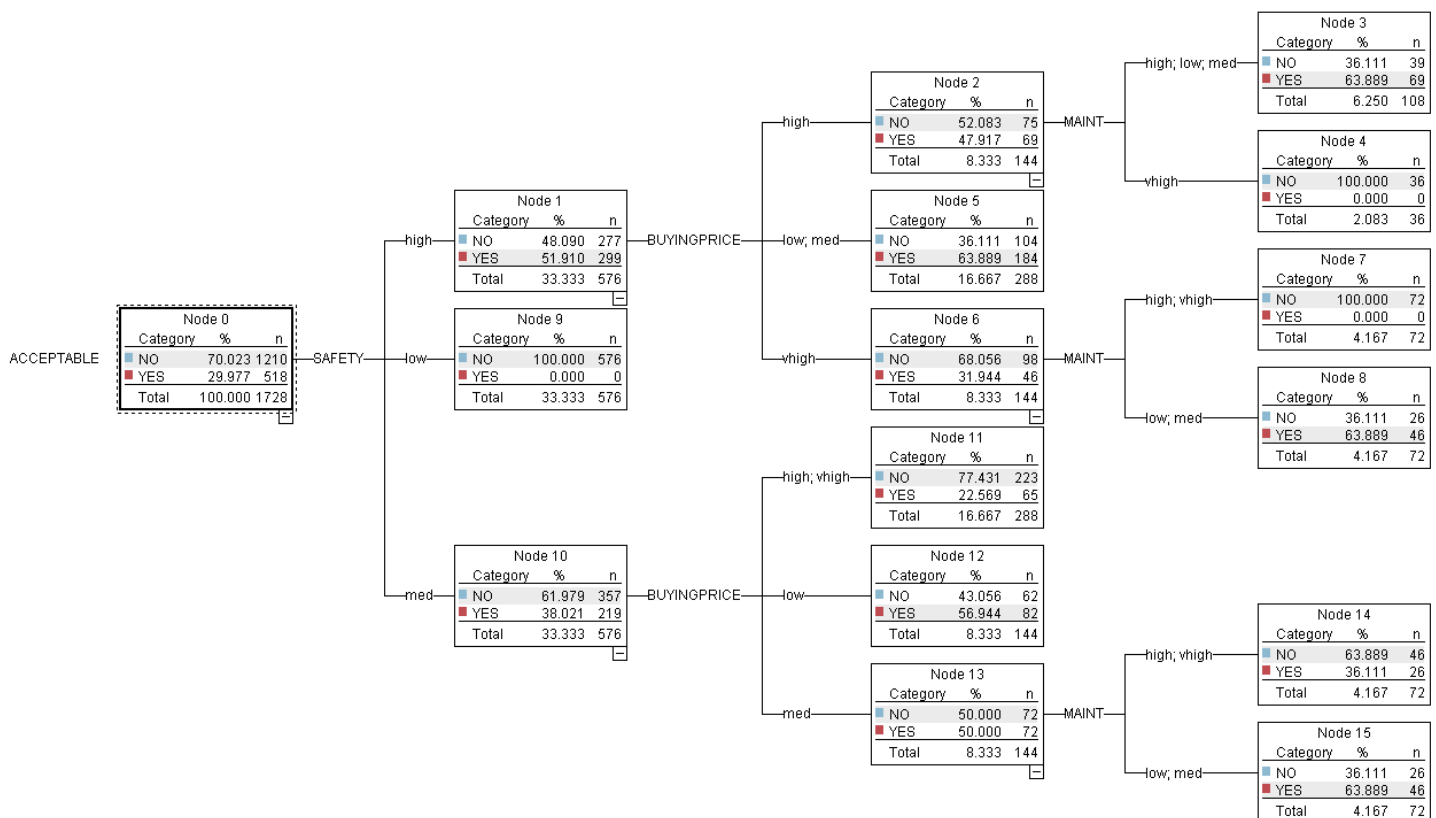 ACCEPTABLE
Node 0
Category % n
NO 70.023 1210
YES 29.977 518
Total 100.000 1728
SAFETY
high
Node 1
Category % n
NO 48.090 277
YES 51.910 299
Total 33.333 576
BUYINGPRICE
high
Node 2
Category % n
NO 52.083 75
YES 47.917 69
Total 8.333 144
MAINT
high; low; med
Node 3
Category % n
NO 36.111 39
YES 63.889 69
Total 6.250 108
vhigh
Node 4
Category % n
NO 100.000 36
YES 0.000 0
Total 2.083 36
low; med
Node 5
Category % n
NO 36.111 104
YES 63.889 184
Total 16.667 288
vhigh
Node 6
Category % n
NO 68.056 98
YES 31.944 46
Total 8.333 144
MAINT
high; vhigh
Node 7
Category % n
NO 100.000 72
YES 0.000 0
Total 4.167 72
low; med
Node 8
Category % n
NO 36.111 26
YES 63.889 46
Total 4.167 72
low
Node 9
Category % n
NO 100.000 576
YES 0.000 0
Total 33.333 576
med
Node 10
Category % n
NO 61.979 357
YES 38.021 219
Total 33.333 576
BUYINGPRICE
high; vhigh
Node 11
Category % n
NO 77.431 223
YES 22.569 65
Total 16.667 288
low
Node 12
Category % n
NO 43.056 62
YES 56.944 82
Total 8.333 144
med
Node 13
Category % n
NO 50.000 72
YES 50.000 72
Total 8.333 144
MAINT
high; vhigh
Node 14
Category % n
NO 63.889 46
YES 36.111 26
Total 4.167 72
low; med
Node 15
Category % n
NO 36.111 26
YES 63.889 46
Total 4.167 72